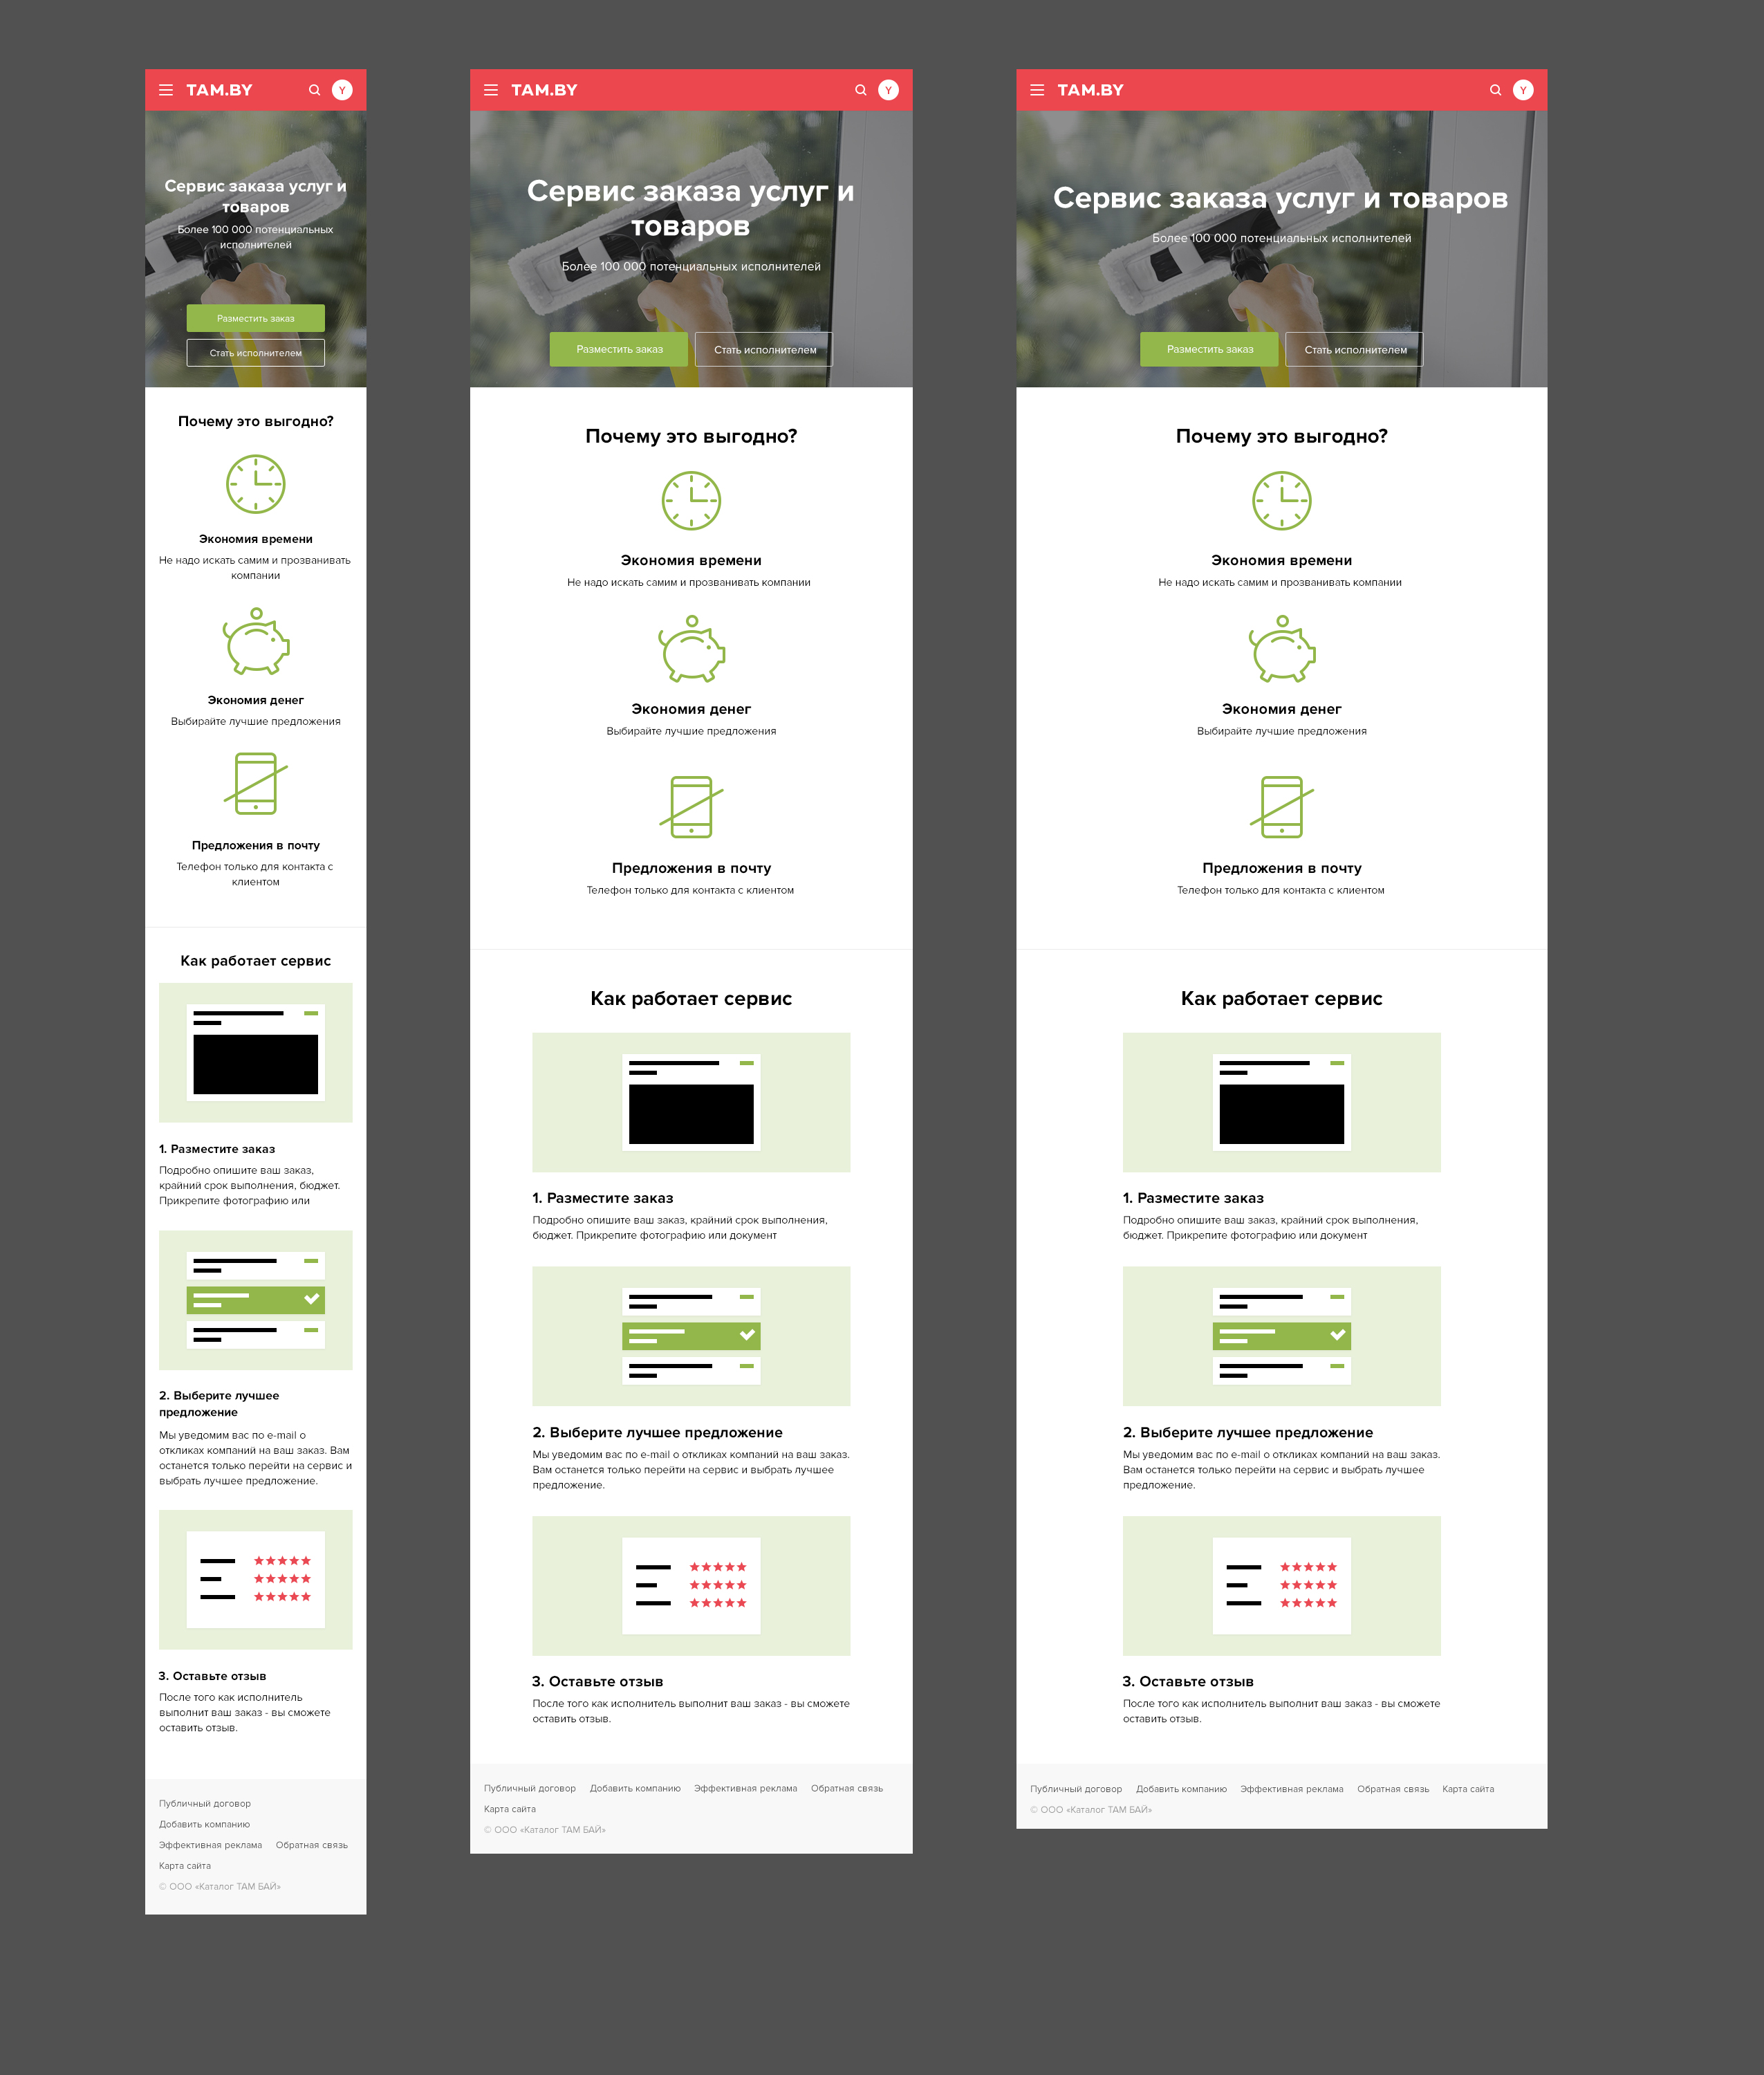 TAM.BY
Y
Сервис заказа услуг и
товаров
Более 100 000 потенциальных
исполнителей
Разместить заказ
Стать исполнителем
Почему это выгодно?
Экономия времени
Не надо искать самим и прозванивать
компании
Экономия денег
Выбирайте лучшие предложения
Предложения в почту
Телефон только для контакта с
клиентом
Как работает сервис
1. Разместите заказ
Подробно опишите ваш заказ,
крайний срок выполнения, бюджет.
Прикрепите фотографию или
2. Выберите лучшее
предложение
Мы уведомим вас по e-mail о
откликах компаний на ваш заказ. Вам
останется только перейти на сервис и
выбрать лучшее предложение.
3. Оставьте отзыв
После того как исполнитель
выполнит ваш заказ - вы сможете
оставить отзыв.
Публичный договор
Добавить компанию
Эффективная реклама Обратная связь
Карта сайта
© ООО «Каталог ТАМ БАЙ»
TAM.BY
Y
Сервис заказа услуг и
товаров
Более 100 000 потенциальных исполнителей
Разместить заказ Стать исполнителем
Почему это выгодно?
Экономия времени
Не надо искать самим и прозванивать компании
Экономия денег
Выбирайте лучшие предложения
Предложения в почту
Телефон только для контакта с клиентом
Как работает сервис
1. Разместите заказ
Подробно опишите ваш заказ, крайний срок выполнения,
бюджет. Прикрепите фотографию или документ
2. Выберите лучшее предложение
Мы уведомим вас по e-mail о откликах компаний на ваш заказ.
Вам останется только перейти на сервис и выбрать лучшее
предложение.
3. Оставьте отзыв
После того как исполнитель выполнит ваш заказ - вы сможете
оставить отзыв.
Публичный договор Добавить компанию Эффективная реклама Обратная связь
Карта сайта
© ООО «Каталог ТАМ БАЙ»
TAM.BY
Y
Сервис заказа услуг и товаров
Более 100 000 потенциальных исполнителей
Разместить заказ Стать исполнителем
Почему это выгодно?
Экономия времени
Не надо искать самим и прозванивать компании
Экономия денег
Выбирайте лучшие предложения
Предложения в почту
Телефон только для контакта с клиентом
Как работает сервис
1. Разместите заказ
Подробно опишите ваш заказ, крайний срок выполнения,
бюджет. Прикрепите фотографию или документ
2. Выберите лучшее предложение
Мы уведомим вас по e-mail о откликах компаний на ваш заказ.
Вам останется только перейти на сервис и выбрать лучшее
предложение.
3. Оставьте отзыв
После того как исполнитель выполнит ваш заказ - вы сможете
оставить отзыв.
Публичный договор Добавить компанию Эффективная реклама Обратная связь Карта сайта
© ООО «Каталог ТАМ БАЙ»